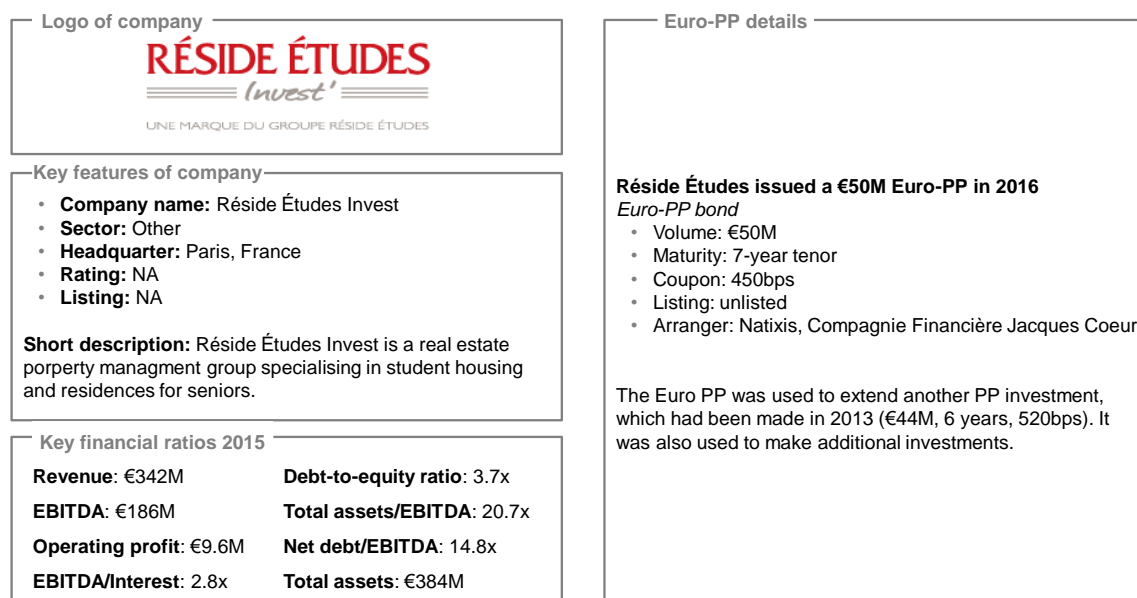 Logo of company
RÉSIDE ÉTUDES
Invest'
UNE MARQUE DU GROUPE RÉSIDE ÉTUDES
Key features of company
• Company name: Réside Études Invest
• Sector: Other
• Headquarter: Paris, France
• Rating: NA
• Listing: NA
Short description: Réside Études Invest is a real estate
porperty managment group specialising in student housing
and residences for seniors.
Key financial ratios 2015
Revenue: €342M
Debt-to-equity ratio: 3.7x
EBITDA: €186M
Total assets/EBITDA: 20.7x
Operating profit: €9.6M
Net debt/EBITDA: 14.8x
EBITDA/Interest: 2.8x
Total assets: €384M
Euro-PP details
Réside Études issued a €50M Euro-PP in 2016
Euro-PP bond
• Volume: €50M
• Maturity: 7-year tenor
• Coupon: 450bps
• Listing: unlisted
• Arranger: Natixis, Compagnie Financière Jacques Coeur
The Euro PP was used to extend another PP investment,
which had been made in 2013 (€44M, 6 years, 520bps). It
was also used to make additional investments.